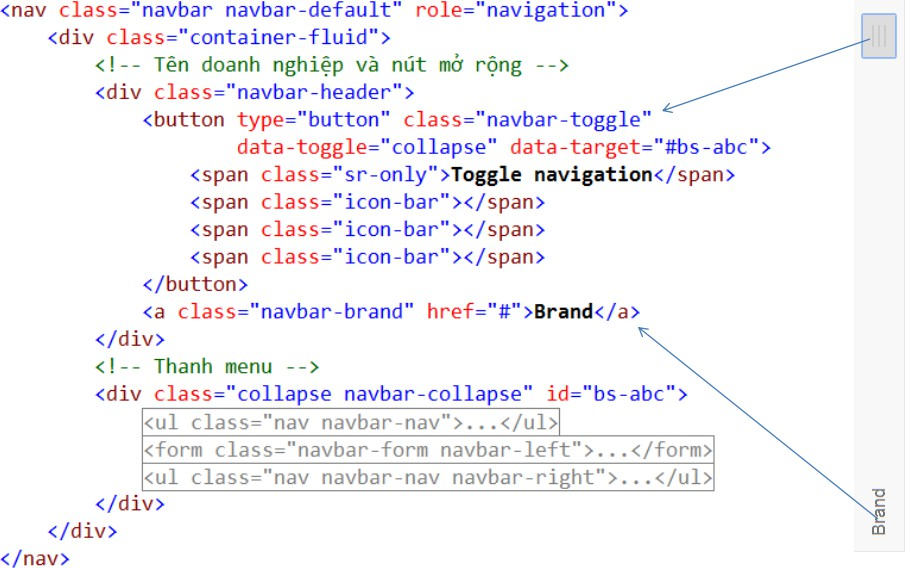 <nav class="navbar navbar-default" role="navigation">
<div class="container-fluid">
<!-- Tên doanh nghiệp và nút mở rộng -->
<div class="navbar-header">
<button type="button" class="navbar-toggle"
data-toggle="collapse" data-target="#bs-abc">
<span class="sr-only">Toggle navigation</span>
<span class="icon-bar"></span>
<span class="icon-bar"></span>
<span class="icon-bar"></span>
</button>
<a class="navbar-brand" href="#">Brand</a>
</div>
<!-- Thanh menu -->
<div class="collapse navbar-collapse" id="bs-abc">
<ul class="nav navbar-nav">...</ul>
<form class="navbar-form navbar-left">...</form>
<ul class="nav navbar-nav navbar-right">...</ul>
</div>
</div>
</nav>
Brand